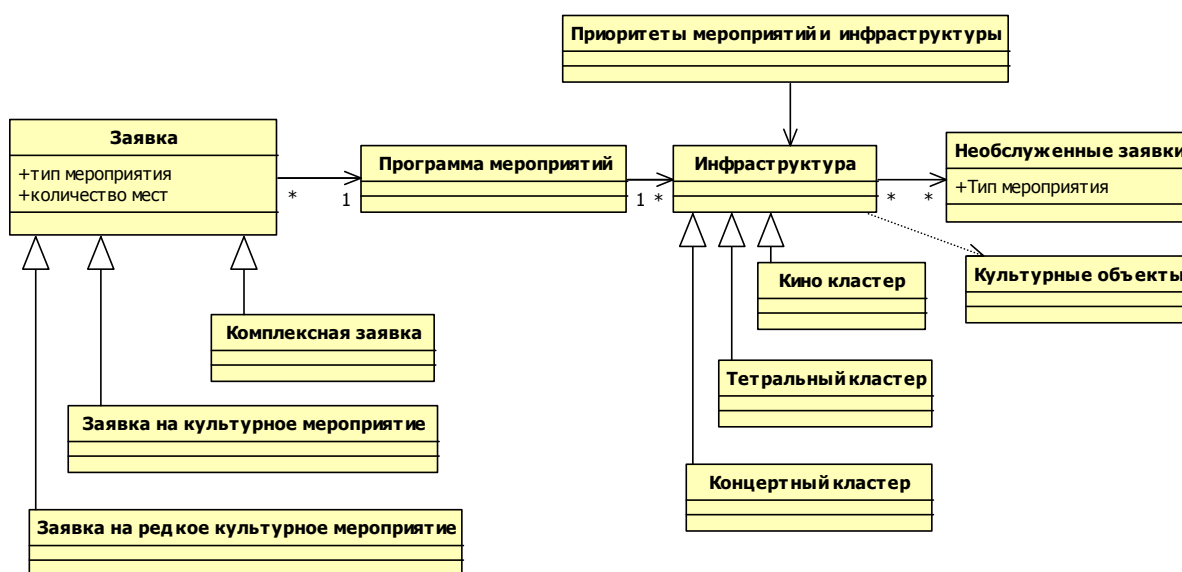 Приоритеты мероприятий и инфраструктуры
Заявка
+тип мероприятия
+количество мест
* 1
Программа мероприятий
1 *
Инфраструктура
* *
Необслуженные заявки
+Тип мероприятия
Культурные объекты
Кино кластер
Комплексная заявка
Тетральный кластер
Заявка на культурное мероприятие
Концертный кластер
Заявка на редкое культурное мероприятие